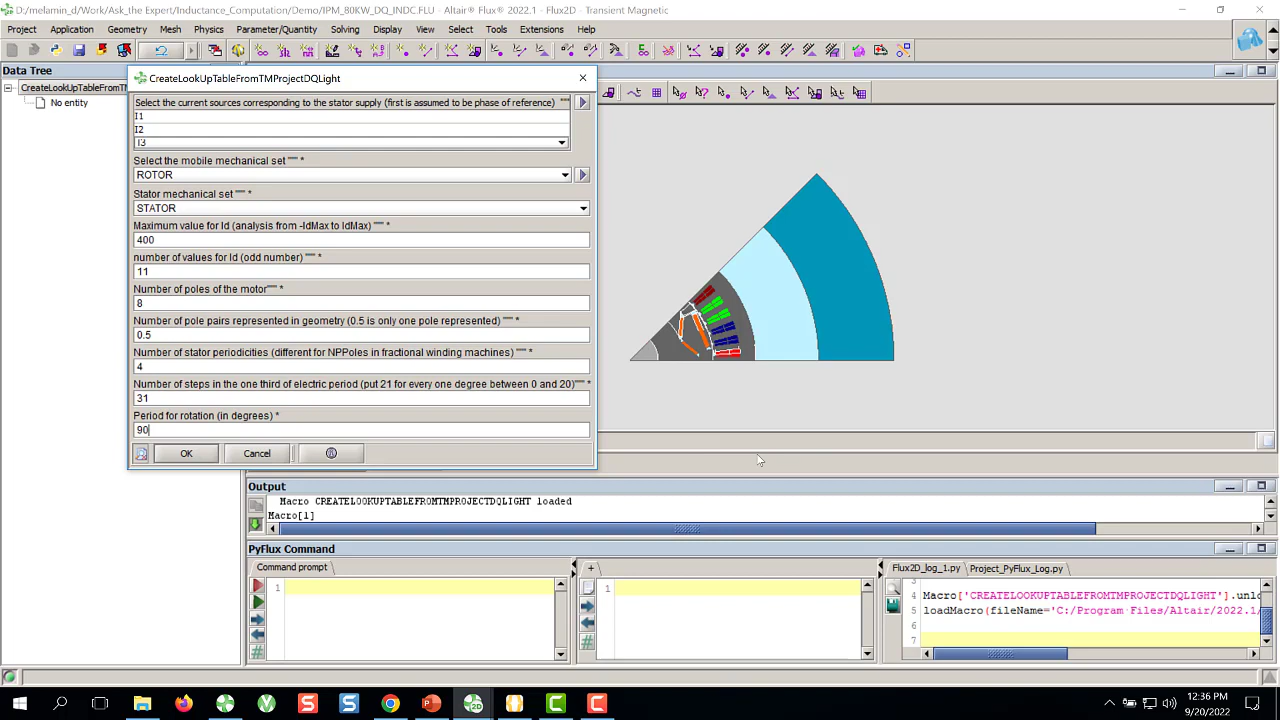 D:/melamin_d/Work/Ask_the_Expert/Inductance_Computation/Demo/IPM_80KW_DQ_INDC.FLU - Altair® Flux® 2022.1 - Flux2D - Transient Magnetic
Project Application Geometry Mesh Physics Parameter/Quantity Solving Display View Select Tools Extensions Help
Data Tree
CreateLookUpTableFromTM
No entity
CreateLookUpTableFromTMProjectDQLight
Select the current sources corresponding to the stator supply (first is assumed to be phase of reference)
I1
I2
I3
Select the mobile mechanical set """ *
ROTOR
Stator mechanical set""" *
STATOR
Maximum value for Id (analysis from -IdMax to IdMax) """ *
400
number of values for Id (odd number) """ *
11
Number of poles of the motor""" *
8
Number of pole pairs represented in geometry (0.5 is only one pole represented) """ *
0.5
Number of stator periodicities (different for NPPoles in fractional winding machines) """ *
4
Number of steps in the one third of electric period (put 21 for every one degree between 0 and 20)""" *
31
Period for rotation (in degrees) *
90
OK Cancel
Output
Macro CREATELOOKUPTABLEFROMTMPROJECTDQLIGHT loaded
Macro[1]
PyFlux Command
Command prompt
+
Flux2D_log_1.py Project_PyFlux_Log.py
1
1
3
4 Macro['CREATELOOKUPTABLEFROMTMPROJECTDQLIGHT'].unlo
5 loadMacro(fileName='C:/Program Files/Altair/2022.1/
6
7
12:36 PM
9/20/2022